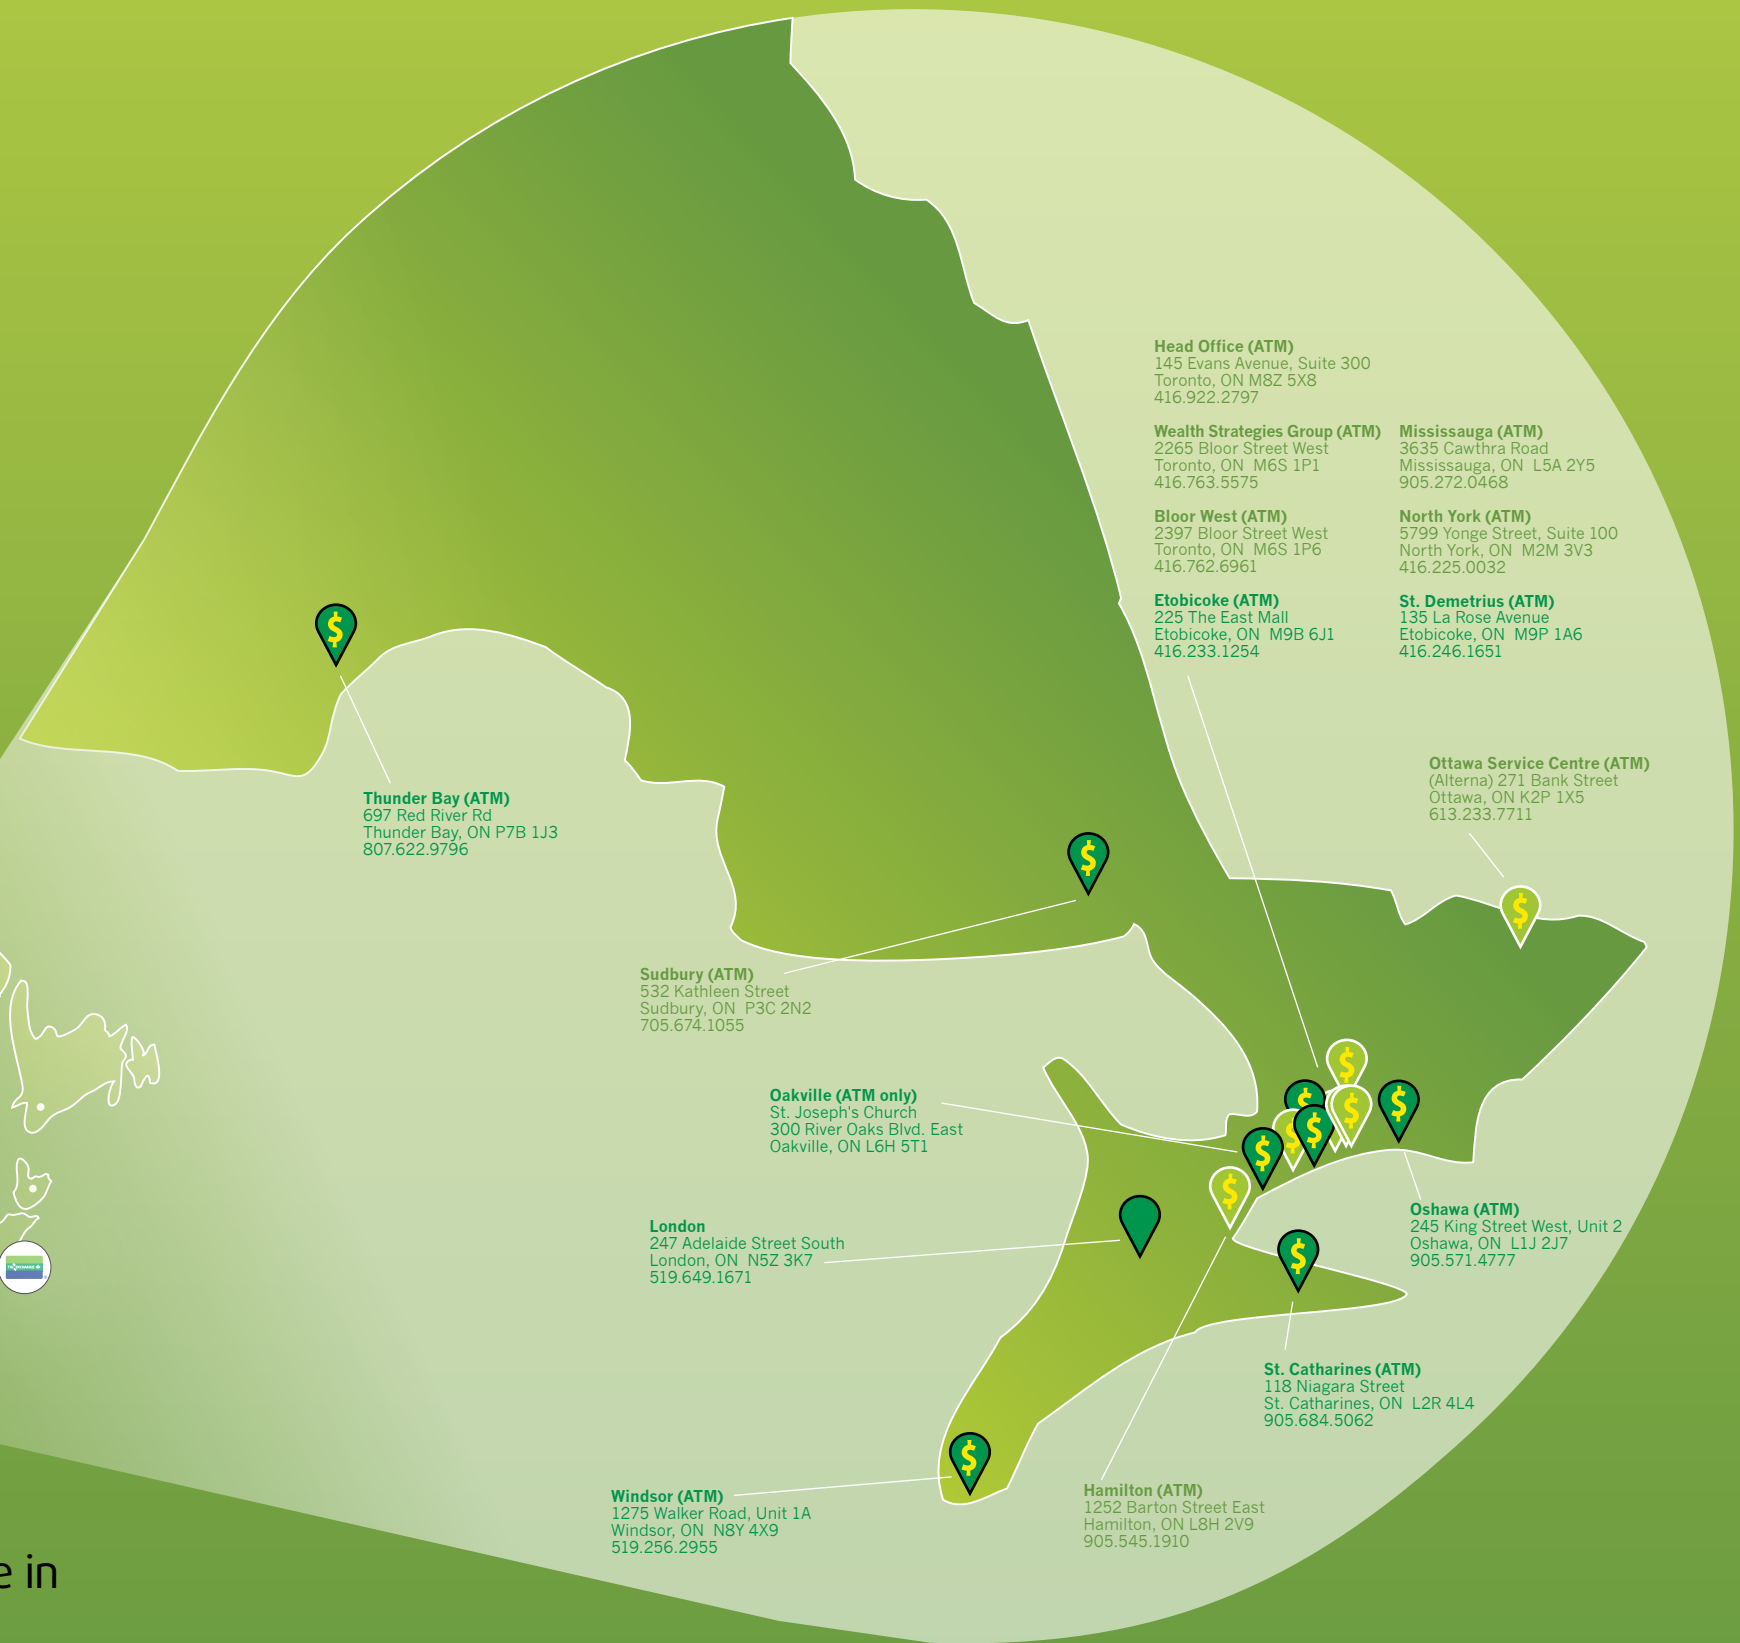 Head Office (ATM)
145 Evans Avenue, Suite 300
Toronto, ON M8Z 5X8
416.922.2797
Wealth Strategies Group (ATM)
2265 Bloor Street West
Toronto, ON  M6S 1P1
416.763.5575
Mississauga (ATM)
3635 Cawthra Road
Mississauga, ON  L5A 2Y5
905.272.0468
Bloor West (ATM)
2397 Bloor Street West
Toronto, ON  M6S 1P6
416.762.6961
North York (ATM)
5799 Yonge Street, Suite 100
North York, ON  M2M 3V3
416.225.0032
Etobicoke (ATM)
225 The East Mall
Etobicoke, ON  M9B 6J1
416.233.1254
St. Demetrius (ATM)
135 La Rose Avenue
Etobicoke, ON  M9P 1A6
416.246.1651
Ottawa Service Centre (ATM)
(Alterna) 271 Bank Street
Ottawa, ON K2P 1X5
613.233.7711
Thunder Bay (ATM)
697 Red River Rd
Thunder Bay, ON P7B 1J3
807.622.9796
Sudbury (ATM)
532 Kathleen Street
Sudbury, ON  P3C 2N2
705.674.1055
Oakville (ATM only)
St. Joseph's Church
300 River Oaks Blvd. East
Oakville, ON L6H 5T1
London
247 Adelaide Street South
London, ON  N5Z 3K7
519.649.1671
Oshawa (ATM)
245 King Street West, Unit 2
Oshawa, ON  L1J 2J7
905.571.4777
St. Catharines (ATM)
118 Niagara Street
St. Catharines, ON  L2R 4L4
905.684.5062
Windsor (ATM)
1275 Walker Road, Unit 1A
Windsor, ON  N8Y 4X9
519.256.2955
Hamilton (ATM)
1252 Barton Street East
Hamilton, ON L8H 2V9
905.545.1910
e in